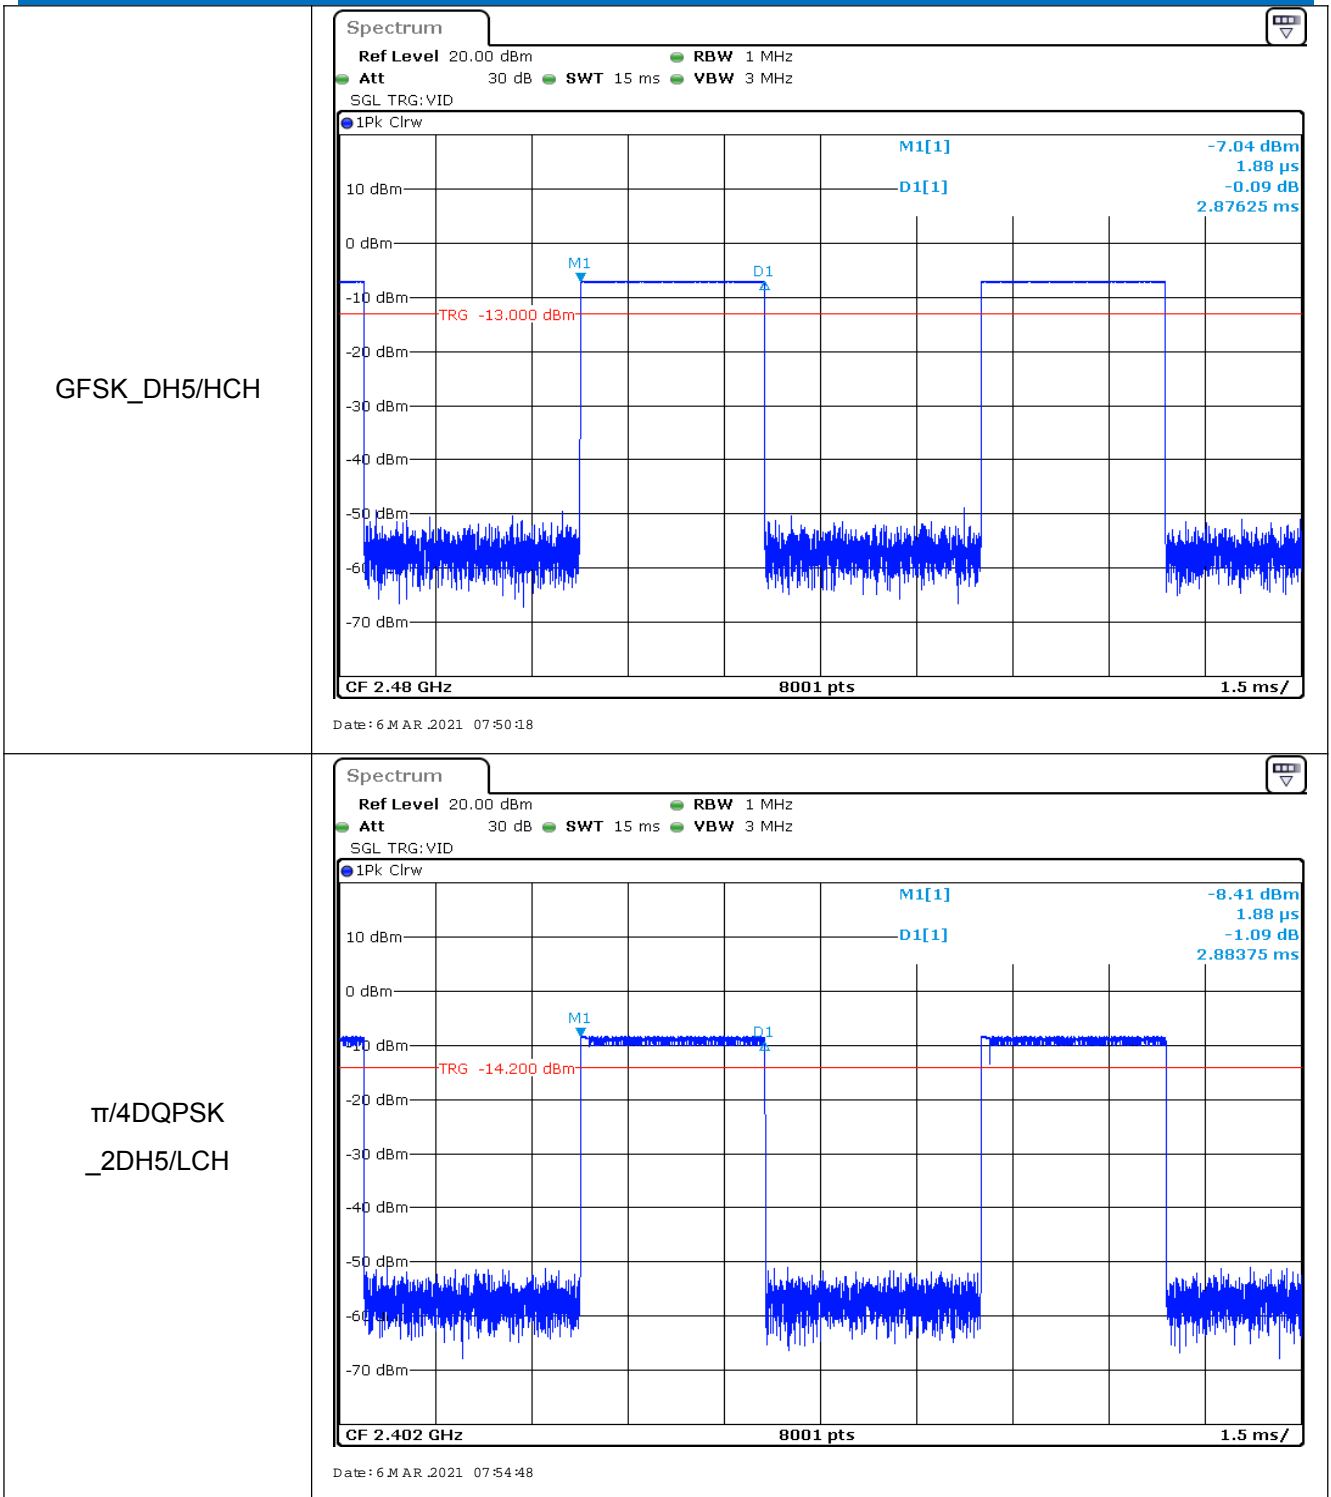 GFSK_DH5/HCH
Spectrum
Ref Level 20.00 dBm RBW 1 MHz
Att 30 dB SWT 15 ms VBW 3 MHz
SGL TRG:VID
1Pk Clrw
M1[1] -7.04 dBm
1.88 µs
10 dBm D1[1] -0.09 dB
2.87625 ms
0 dBm
M1
D1
-10 dBm
TRG -13.000 dBm
-20 dBm
-30 dBm
-40 dBm
-50 dBm
-70 dBm
CF 2.48 GHz 8001 pts 1.5 ms/
Date: 6.MAR.2021 07:50:18
π/4DQPSK
_2DH5/LCH
Spectrum
Ref Level 20.00 dBm RBW 1 MHz
Att 30 dB SWT 15 ms VBW 3 MHz
SGL TRG:VID
1Pk Clrw
M1[1] -8.41 dBm
1.88 µs
10 dBm D1[1] -1.09 dB
2.88375 ms
0 dBm
M1
D1
-10 dBm
TRG -14.200 dBm
-20 dBm
-30 dBm
-40 dBm
-50 dBm
-70 dBm
CF 2.402 GHz 8001 pts 1.5 ms/
Date: 6.MAR.2021 07:54:48